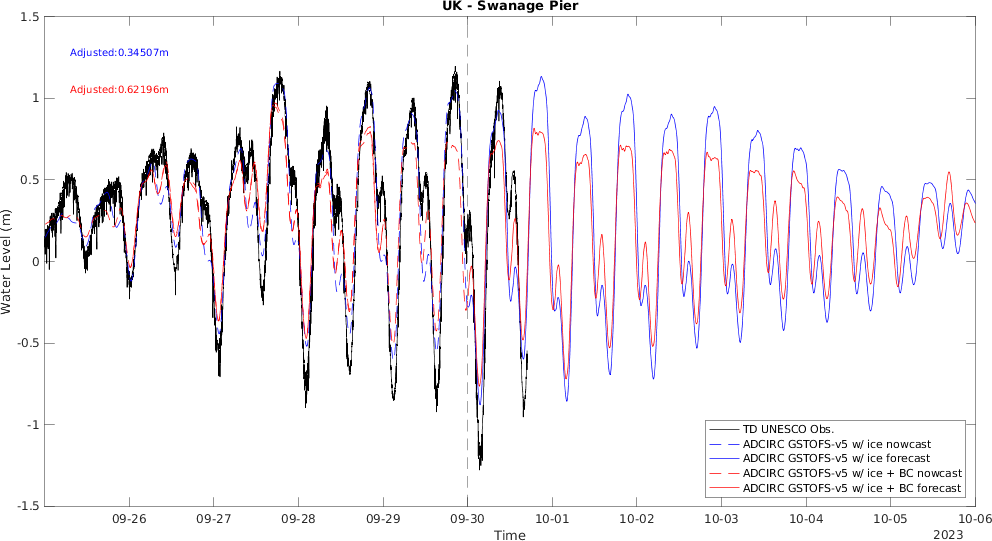 UK - Swanage Pier
Adjusted:0.34507m
Adjusted:0.62196m
Water Level (m)
1.5
1
0.5
0
-0.5
-1
-1.5
TD UNESCO Obs.
ADCIRC GSTOFS-v5 w/ ice nowcast
ADCIRC GSTOFS-v5 w/ ice forecast
ADCIRC GSTOFS-v5 w/ ice + BC nowcast
ADCIRC GSTOFS-v5 w/ ice + BC forecast
09-26 09-27 09-28 09-29 09-30 10-01 10-02 10-03 10-04 10-05 10-06
Time
2023